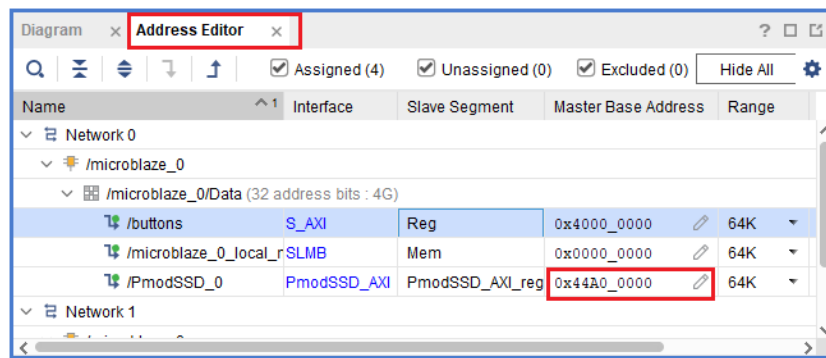 Diagram × Address Editor × ?
Assigned (4) Unassigned (0) Excluded (0) Hide All
Name 1 Interface Slave Segment Master Base Address Range
Network 0
/microblaze_0
/microblaze_0/Data (32 address bits : 4G)
/buttons S_AXI Reg 0x4000_0000 64K
/microblaze_0_local_r SLMB Mem 0x0000_0000 64K
/PmodSSD_0 PmodSSD_AXI PmodSSD_AXI_reg 0x44A0_0000 64K
Network 1